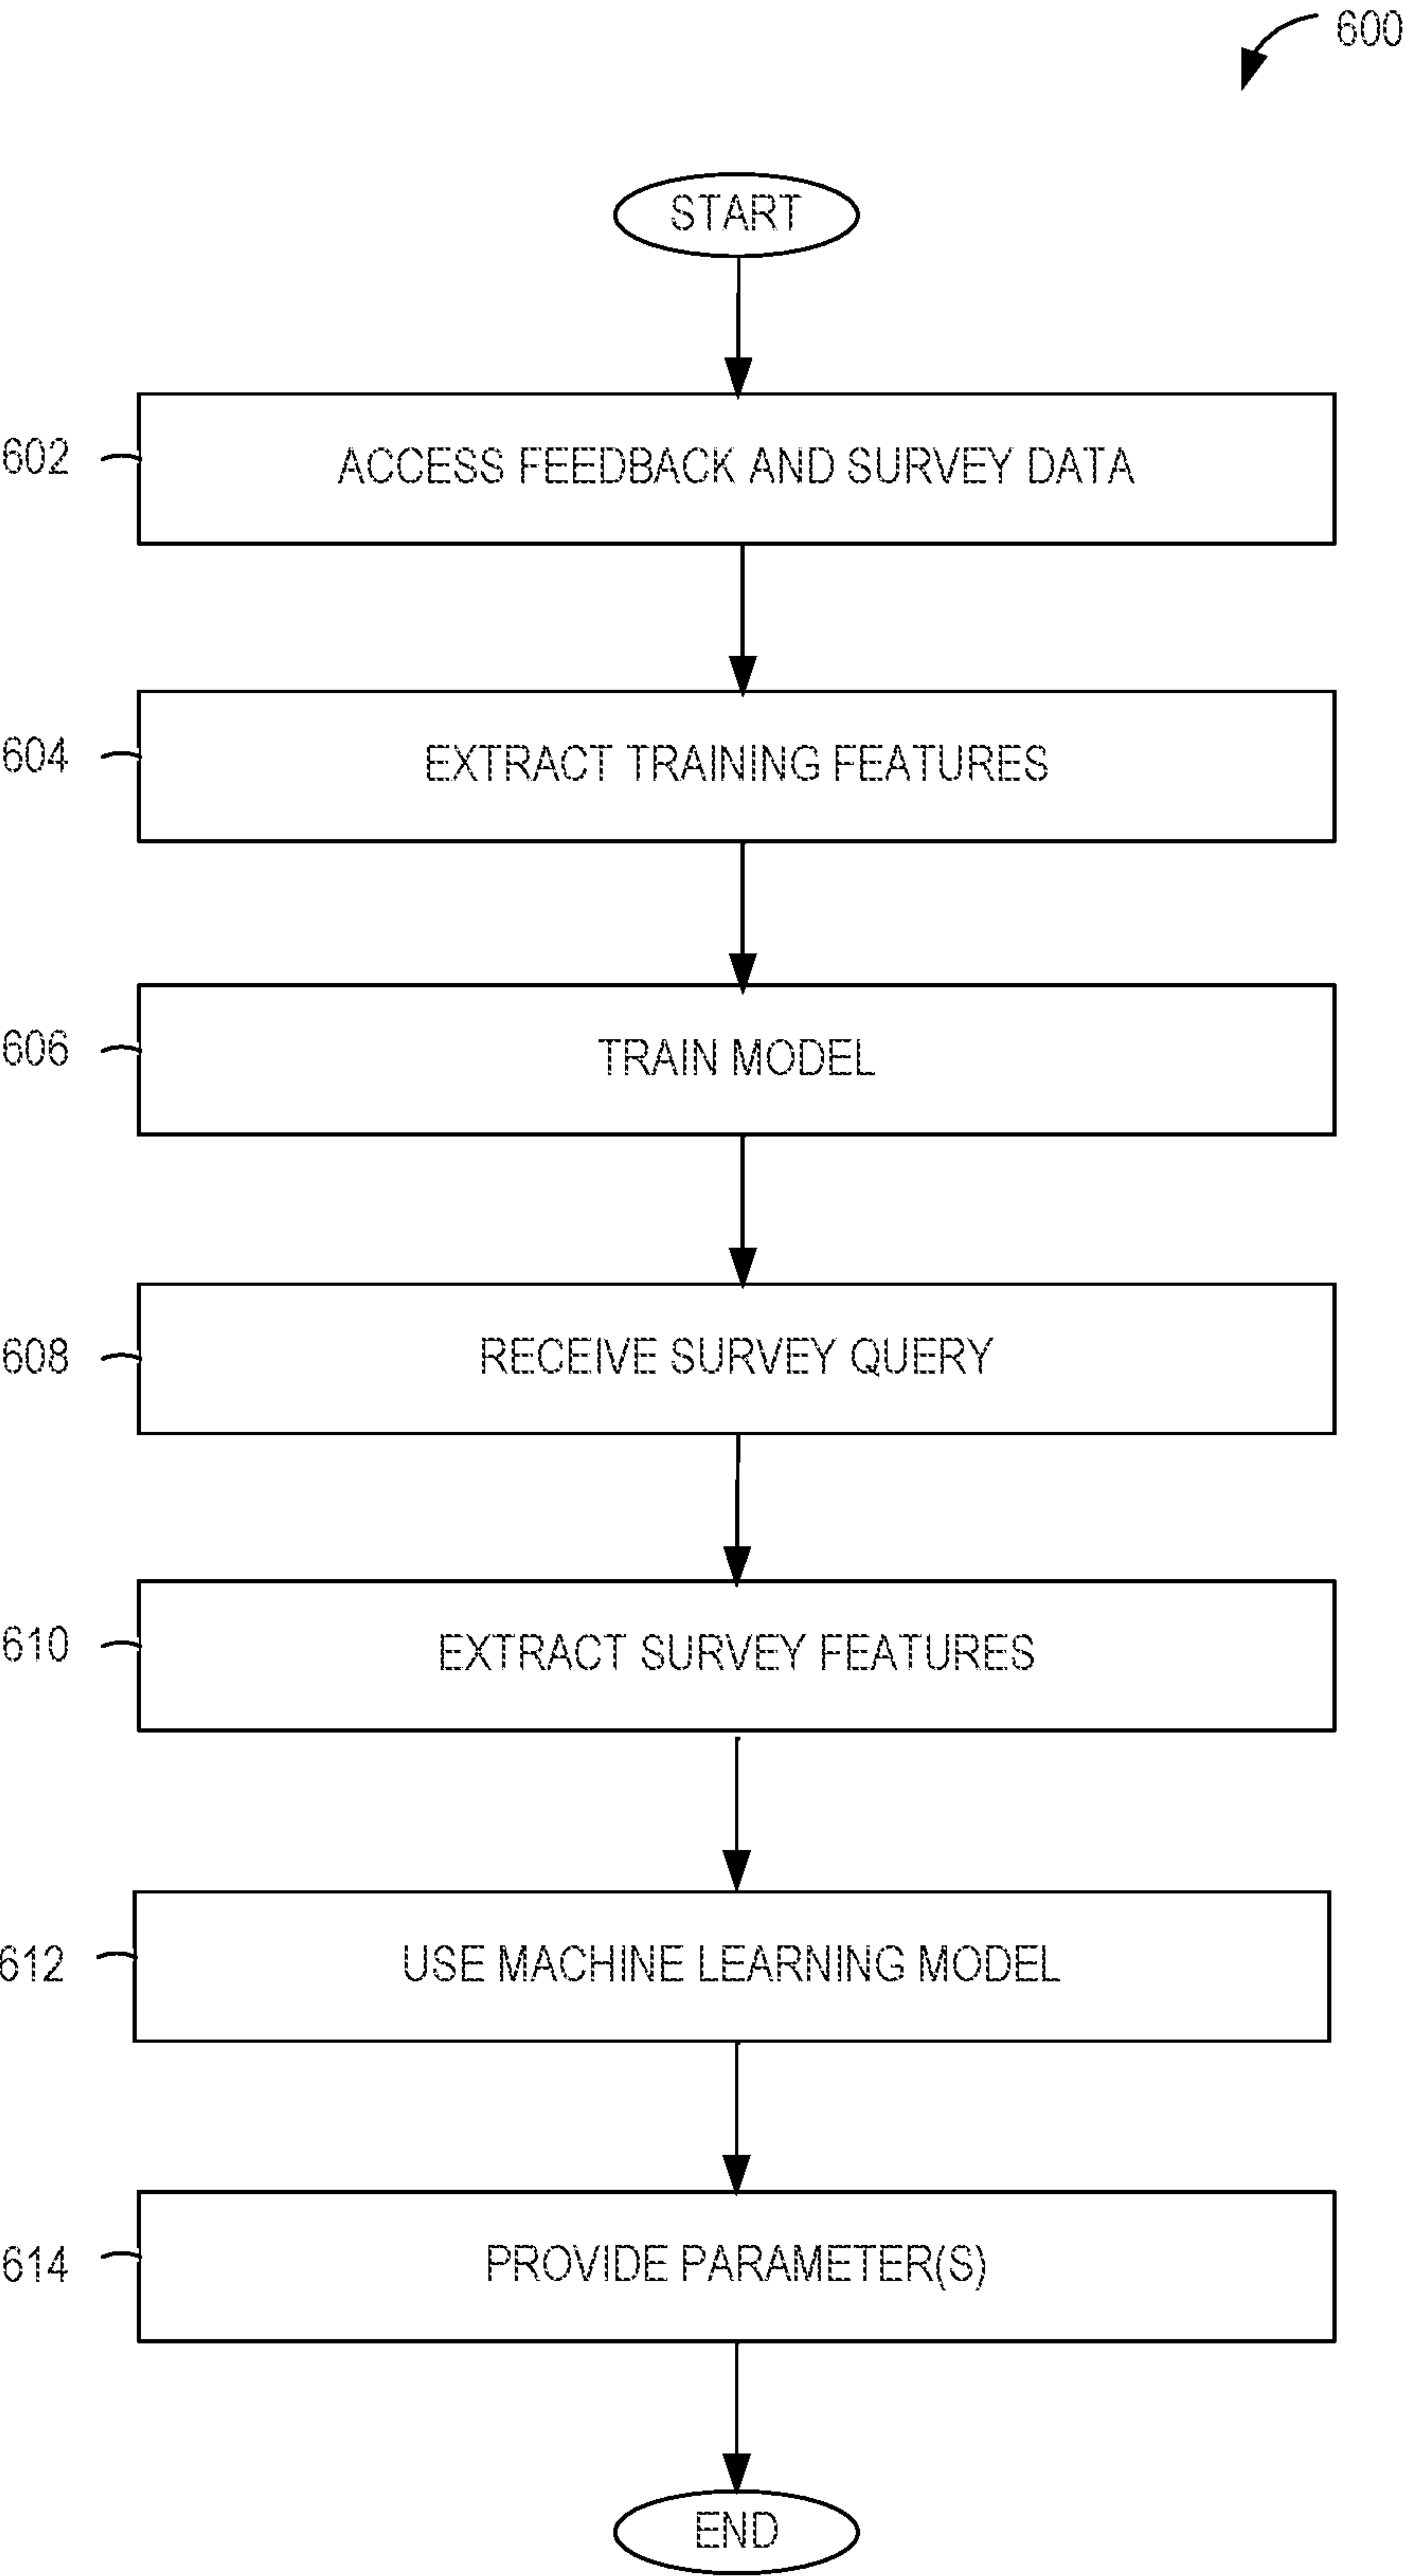 600
START
602 ACCESS FEEDBACK AND SURVEY DATA
604 EXTRACT TRAINING FEATURES
606 TRAIN MODEL
608 RECEIVE SURVEY QUERY
610 EXTRACT SURVEY FEATURES
612 USE MACHINE LEARNING MODEL
614 PROVIDE PARAMETER(S)
END